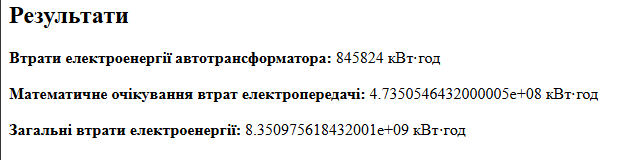 Результати
Втрати електроенергії автотрансформатора: 845824 кВт·год
Математичне очікування втрат електропередачі: 4.7350546432000005e+08 кВт·год
Загальні втрати електроенергії: 8.350975618432001e+09 кВт·год